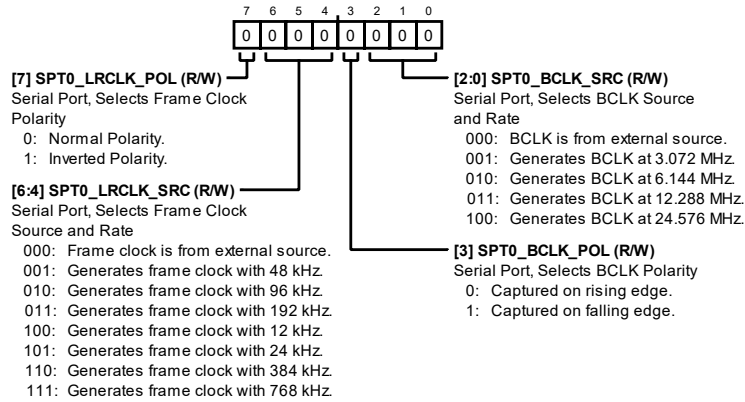 7 6 5 4 3 2 1 0
0 0 0 0 0 0 0 0
[7] SPT0_LRCLK_POL (R/W)
Serial Port, Selects Frame Clock
Polarity
0: Normal Polarity.
1: Inverted Polarity.
[6:4] SPT0_LRCLK_SRC (R/W)
Serial Port, Selects Frame Clock
Source and Rate
000: Frame clock is from external source.
001: Generates frame clock with 48 kHz.
010: Generates frame clock with 96 kHz.
011: Generates frame clock with 192 kHz.
100: Generates frame clock with 12 kHz.
101: Generates frame clock with 24 kHz.
110: Generates frame clock with 384 kHz.
111: Generates frame clock with 768 kHz.
[2:0] SPT0_BCLK_SRC (R/W)
Serial Port, Selects BCLK Source
and Rate
000: BCLK is from external source.
001: Generates BCLK at 3.072 MHz.
010: Generates BCLK at 6.144 MHz.
011: Generates BCLK at 12.288 MHz.
100: Generates BCLK at 24.576 MHz.
[3] SPT0_BCLK_POL (R/W)
Serial Port, Selects BCLK Polarity
0: Captured on rising edge.
1: Captured on falling edge.